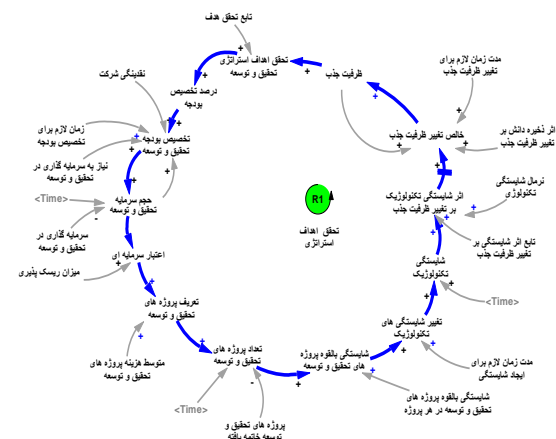 تابع تحقق هدف
تحقق اهداف استراتژی
تحقیق و توسعه
ظرفیت جذب
مدت زمان لازم برای
تغییر ظرفیت جذب
درصد تخصیص
بودجه
نقدینگی شرکت
خالص تغییر ظرفیت جذب
اثر ذخیره دانش بر
تغییر ظرفیت جذب
زمان لازم برای
تخصیص بودجه
تخصیص بودجه
تحقیق و توسعه
نیاز به سرمایه گذاری در
تحقیق و توسعه
<Time>
حجم سرمایه
تحقیق و توسعه
R1
تحقق اهداف
استراتژی
اثر شایستگی تکنولوژیک
بر تغییر ظرفیت جذب
نرمال شایستگی
تکنولوژی
سرمایه گذاری در
تحقیق و توسعه
تابع اثر شایستگی بر
ظرفیت جذب
اعتبار سرمایه ای
میزان ریسک پذیری
شایستگی
تکنولوژیک
<Time>
تعریف پروژه های
تحقیق و توسعه
تغییر شایستگی های
تکنولوژیک
متوسط هزینه پروژه های
تحقیق و توسعه
تعداد پروژه های
تحقیق و توسعه
شایستگی بالقوه پروژه
های تحقیق و توسعه
مدت زمان لازم برای
ایجاد شایستگی
شایستگی بالقوه پروژه های
تحقیق و توسعه در هر پروژه
<Time>
پروژه های تحقیق و
توسعه خاتمه یافته